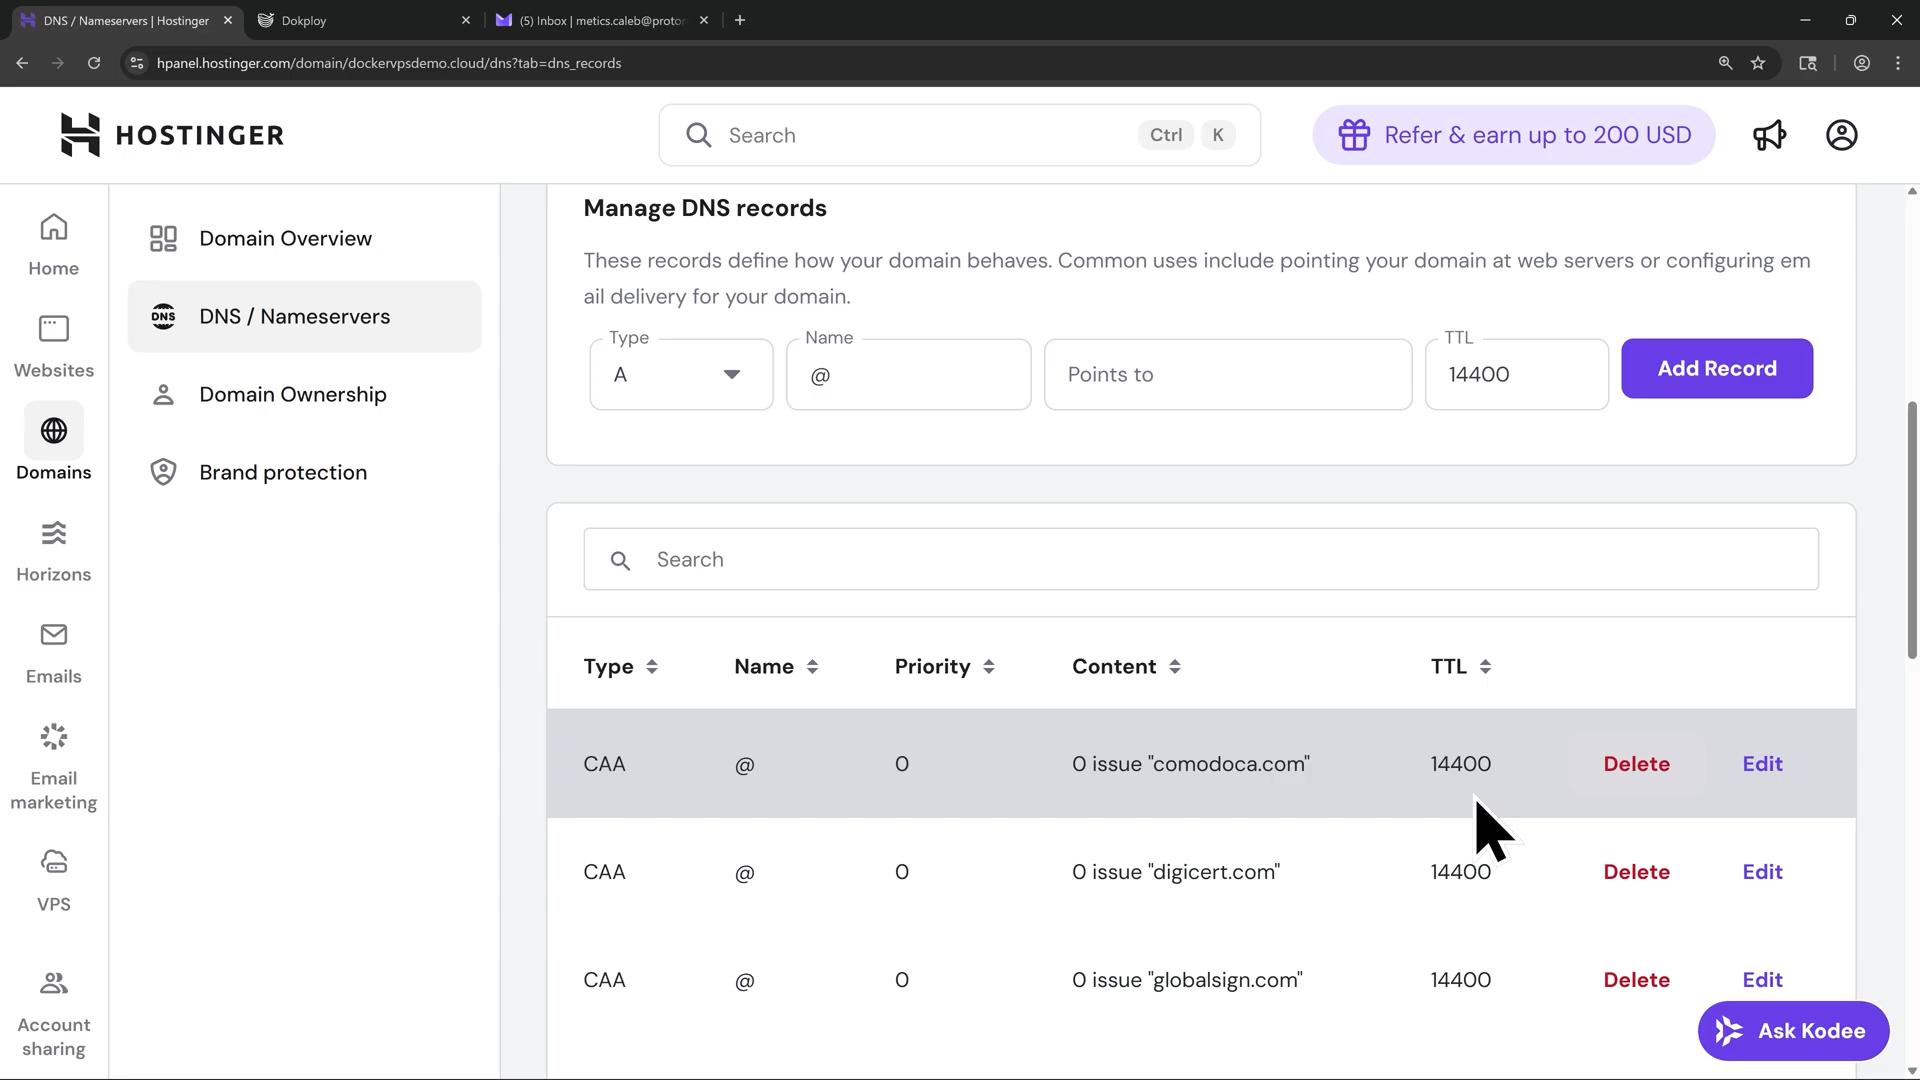 DNS / Nameservers | Hostinger
Dokploy
(5) Inbox | metics.caleb@proto
hpanel.hostinger.com/domain/dockervpsdemo.cloud/dns?tab=dns_records
HOSTINGER
Search
Ctrl
K
Refer & earn up to 200 USD
Home
Websites
Domains
Horizons
Emails
Email
marketing
VPS
Account
sharing
Domain Overview
DNS
DNS / Nameservers
Domain Ownership
Brand protection
Manage DNS records
These records define how your domain behaves. Common uses include pointing your domain at web servers or configuring em
ail delivery for your domain.
Type
Name
TTL
A
@
Points to
14400
Add Record
Search
Type Name Priority Content TTL
CAA @ 0 0 issue "comodoca.com" 14400 Delete Edit
CAA @ 0 0 issue "digicert.com" 14400 Delete Edit
CAA @ 0 0 issue "globalsign.com" 14400 Delete Edit
Ask Kodee